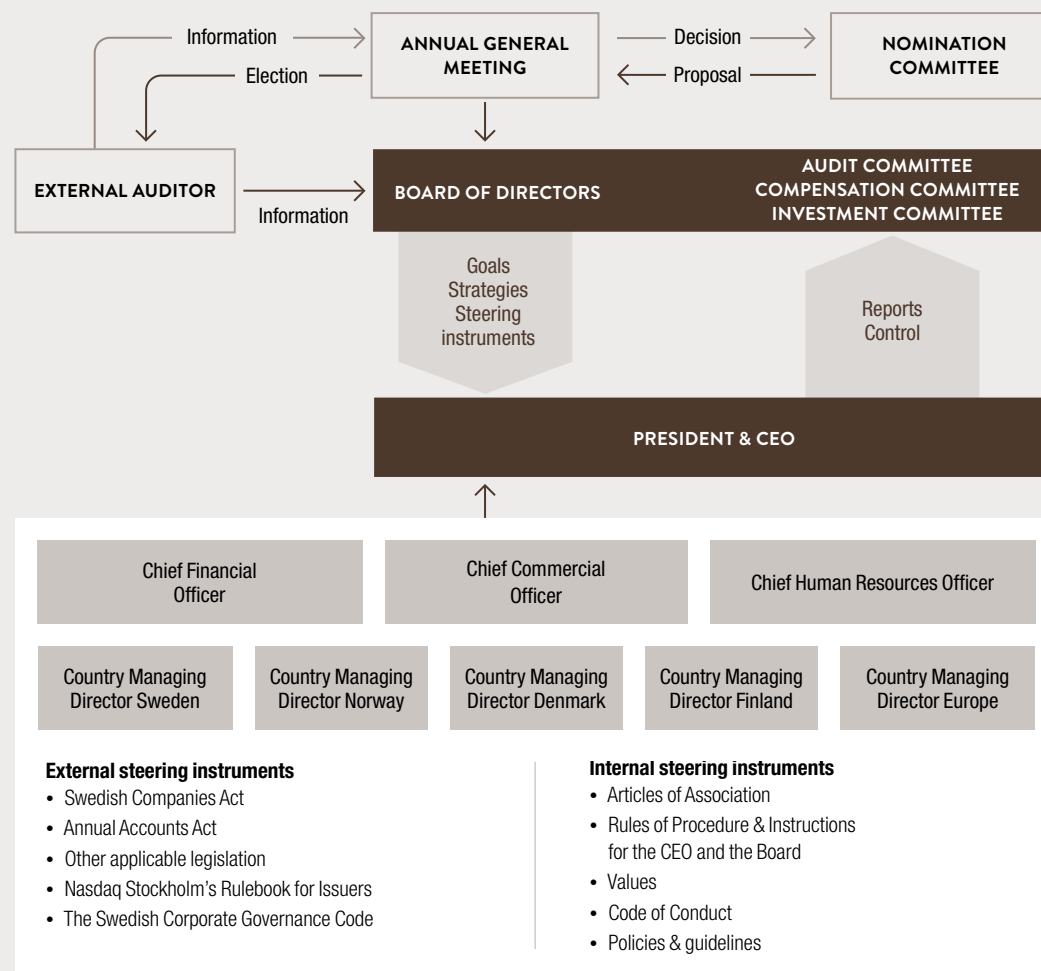 Information
ANNUAL GENERAL
MEETING
Decision
NOMINATION
COMMITTEE
Election
Proposal
EXTERNAL AUDITOR
Information
BOARD OF DIRECTORS
AUDIT COMMITTEE
COMPENSATION COMMITTEE
INVESTMENT COMMITTEE
Goals
Strategies
Steering
instruments
Reports
Control
PRESIDENT & CEO
Chief Financial
Officer
Chief Commercial
Officer
Chief Human Resources Officer
Country Managing
Director Sweden
Country Managing
Director Norway
Country Managing
Director Denmark
Country Managing
Director Finland
Country Managing
Director Europe
External steering instruments
• Swedish Companies Act
• Annual Accounts Act
• Other applicable legislation
• Nasdaq Stockholm's Rulebook for Issuers
• The Swedish Corporate Governance Code
Internal steering instruments
• Articles of Association
• Rules of Procedure & Instructions
for the CEO and the Board
• Values
• Code of Conduct
• Policies & guidelines